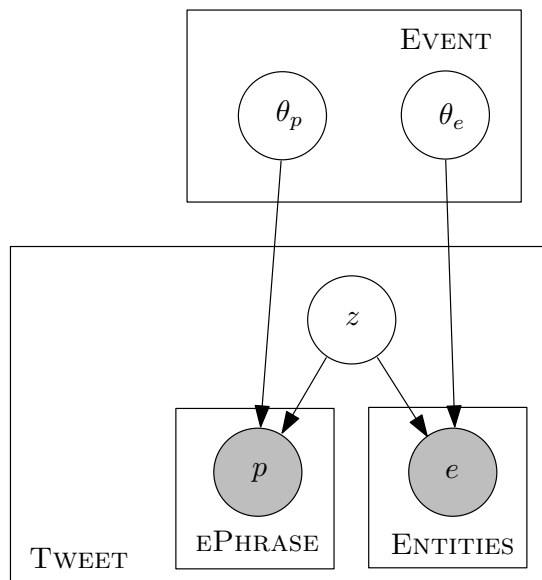 EVENT
θp
θe
z
p
e
EPHRASE
ENTITIES
TWEET